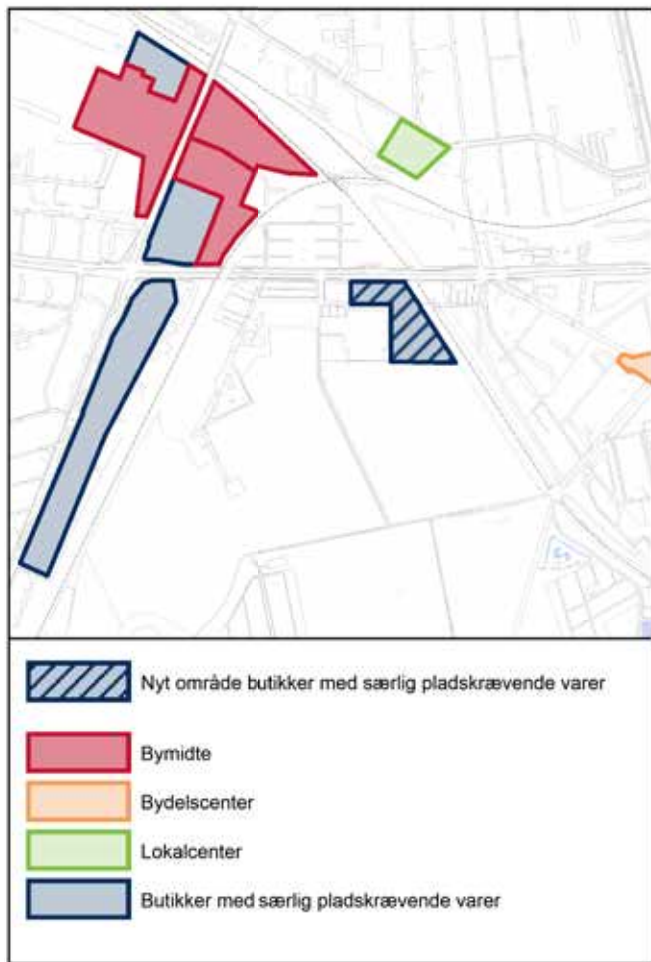 Nyt område butikker med særlig pladskrævende varer
Bymidte
Bydelscenter
Lokalcenter
Butikker med særlig pladskrævende varer